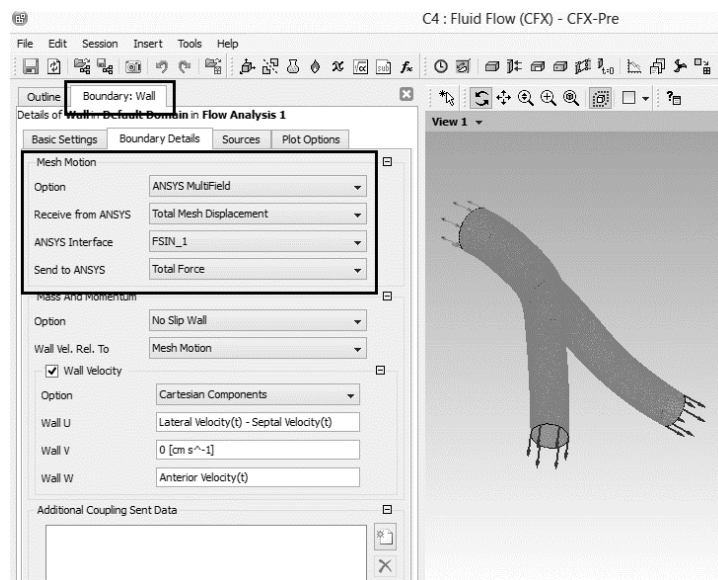 C4 : Fluid Flow (CFX) - CFX-Pre
File Edit Session Insert Tools Help
Outline Boundary: Wall
Details of Wall in Default Domain in Flow Analysis 1
Basic Settings Boundary Details Sources Plot Options
View 1
Mesh Motion
Option ANSYS MultiField
Receive from ANSYS Total Mesh Displacement
ANSYS Interface FSIN_1
Send to ANSYS Total Force
Mass And Momentum
Option No Slip Wall
Wall Vel. Rel. To Mesh Motion
Wall Velocity
Option Cartesian Components
Wall U Lateral Velocity(t) - Septal Velocity(t)
Wall V 0 [cm s^-1]
Wall W Anterior Velocity(t)
Additional Coupling Sent Data